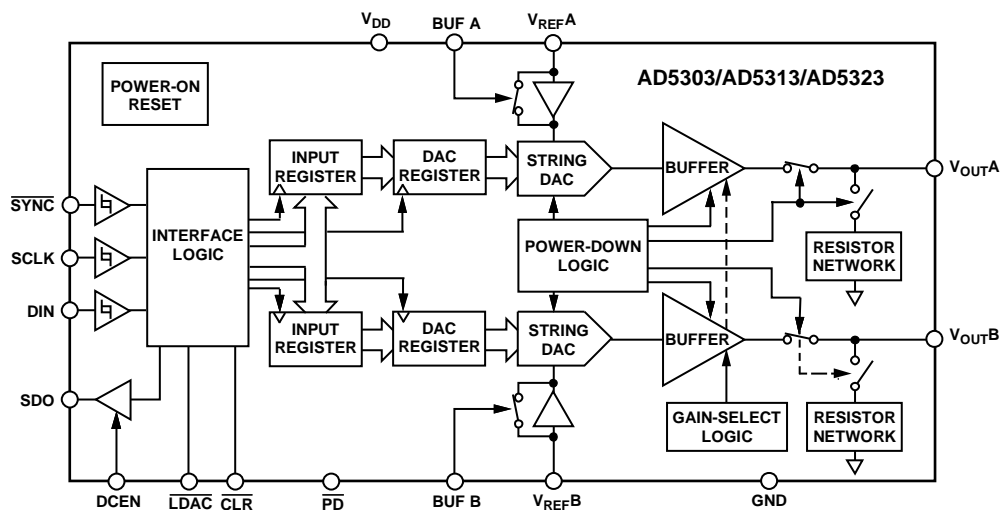 VDD
BUF A
VREFA
POWER-ON
RESET
AD5303/AD5313/AD5323
INPUT
REGISTER
DAC
REGISTER
STRING
DAC
BUFFER
VOUTA
SYNC
SCLK
DIN
INTERFACE
LOGIC
POWER-DOWN
LOGIC
RESISTOR
NETWORK
INPUT
REGISTER
DAC
REGISTER
STRING
DAC
BUFFER
VOUTB
SDO
GAIN-SELECT
LOGIC
RESISTOR
NETWORK
DCEN
LDAC
CLR
PD
BUF B
VREFB
GND